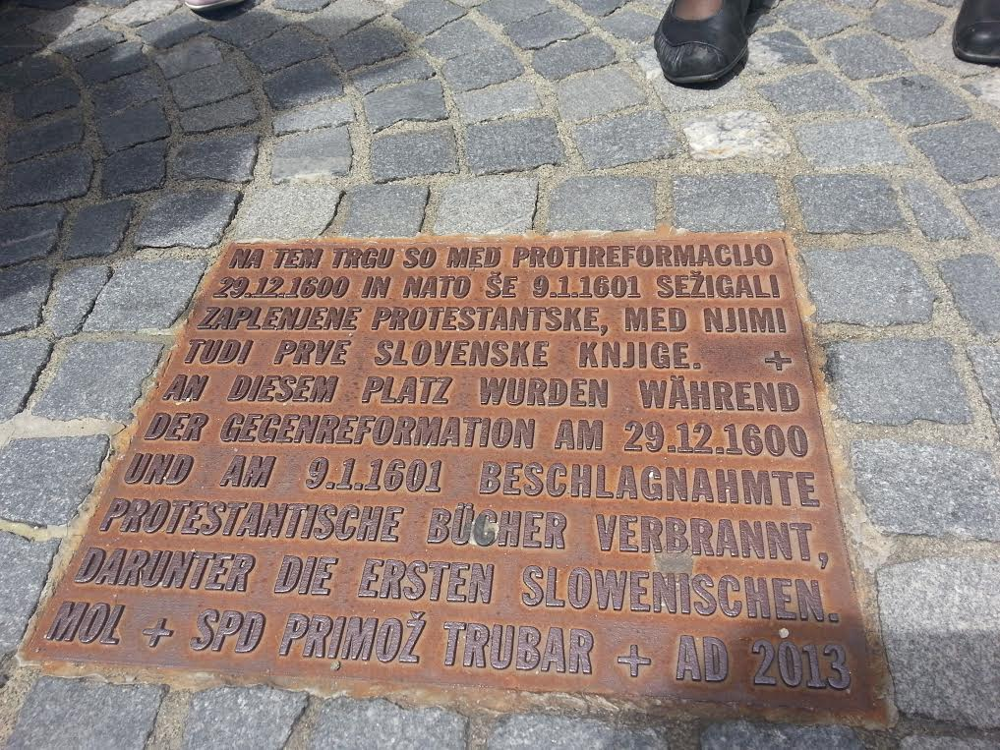 NA TEM TRGU SO MED PROTIREFORMACIJO
29.12.1600 IN NATO ŠE 9.1.1601 SEŽIGALI
ZAPLENJENE PROTESTANTSKE, MED NJIMI
TUDI PRVE SLOVENSKE KNJIGE. +
AN DIESEM PLATZ WURDEN WÄHREND
DER GEGENREFORMATION AM 29.12.1600
UND AM 9.1.1601 BESCHLAGNAHMTE
PROTESTANTISCHE BÜCHER VERBRANNT,
DARUNTER DIE ERSTEN SLOWENISCHEN.
MOL + SPD PRIMOŽ TRUBAR + AD 2013